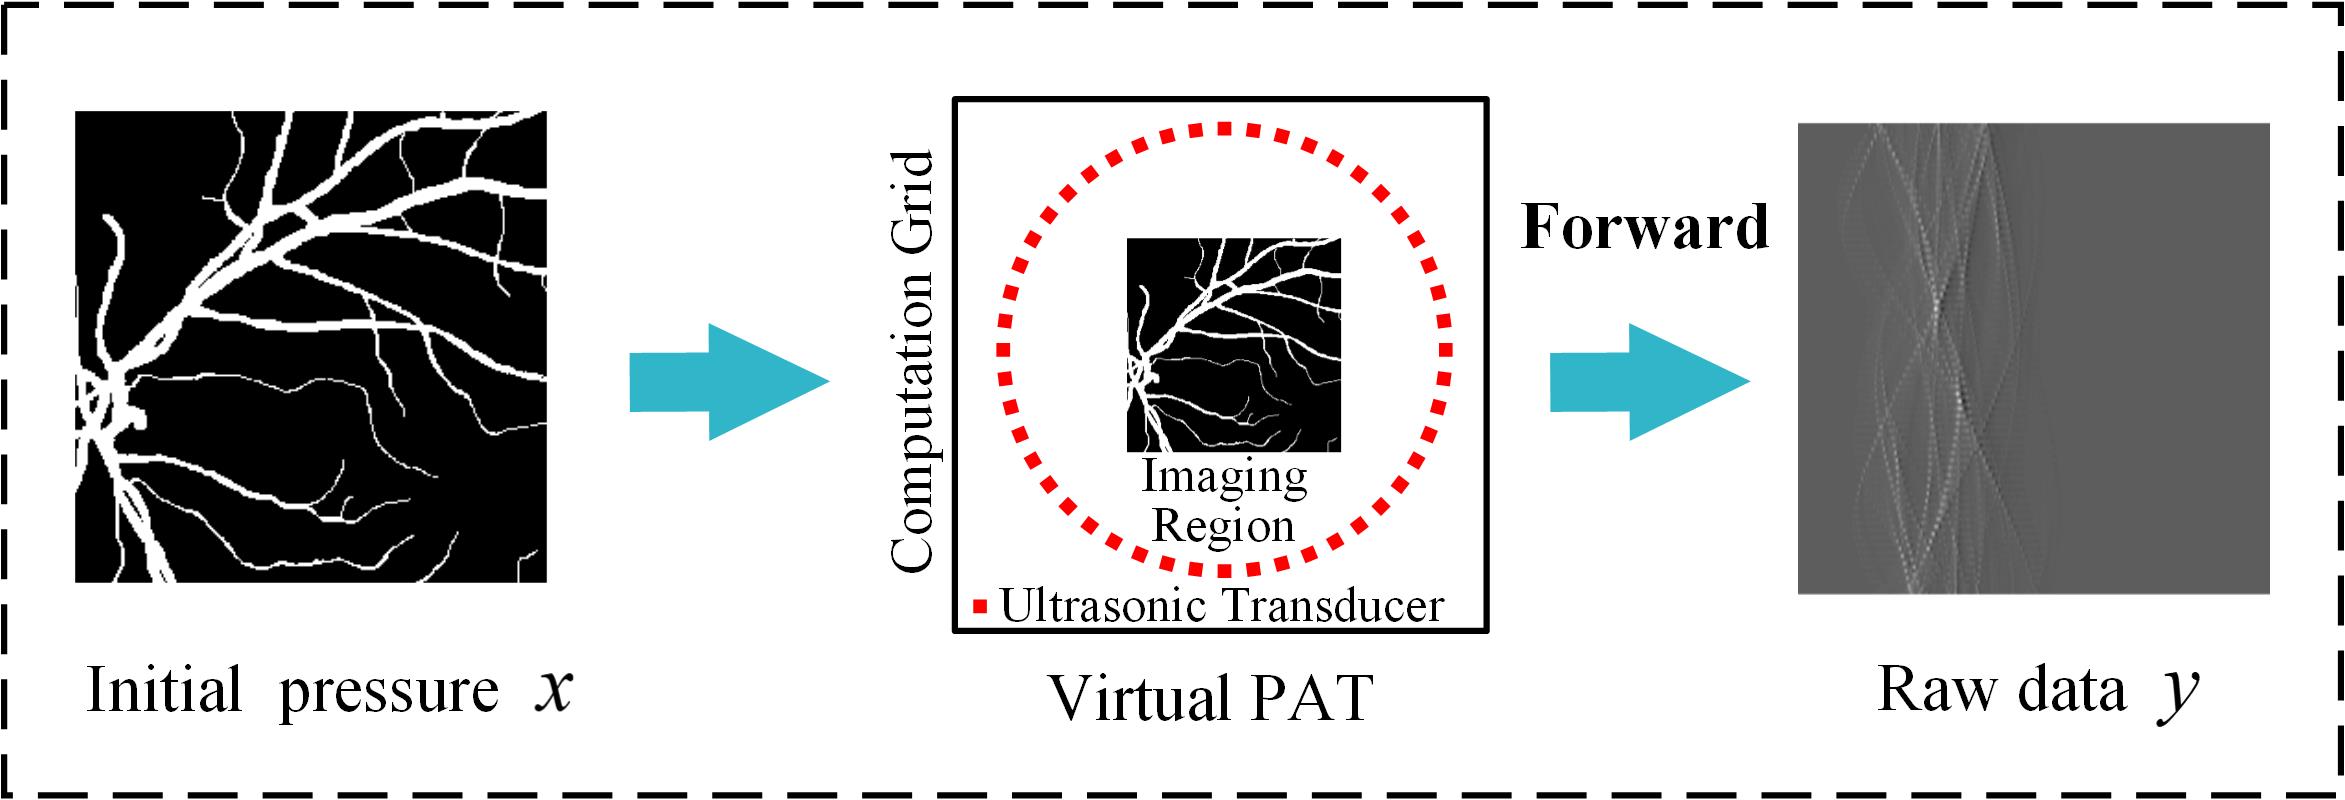 Computation Grid
Imaging
Region
Ultrasonic Transducer
Forward
Initial pressure x
Virtual PAT
Raw data y